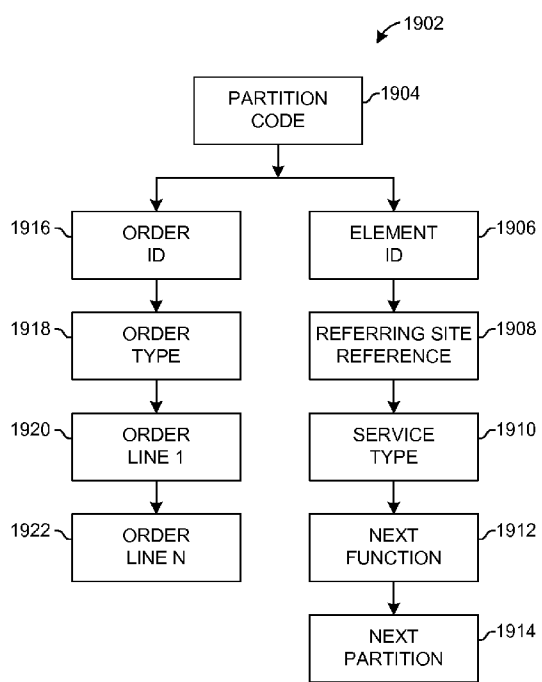 1902
PARTITION
CODE
1904
1916
ORDER
ID
ELEMENT
ID
1906
1918
ORDER
TYPE
REFERRING SITE
REFERENCE
1908
1920
ORDER
LINE 1
SERVICE
TYPE
1910
1922
ORDER
LINE N
NEXT
FUNCTION
1912
NEXT
PARTITION
1914